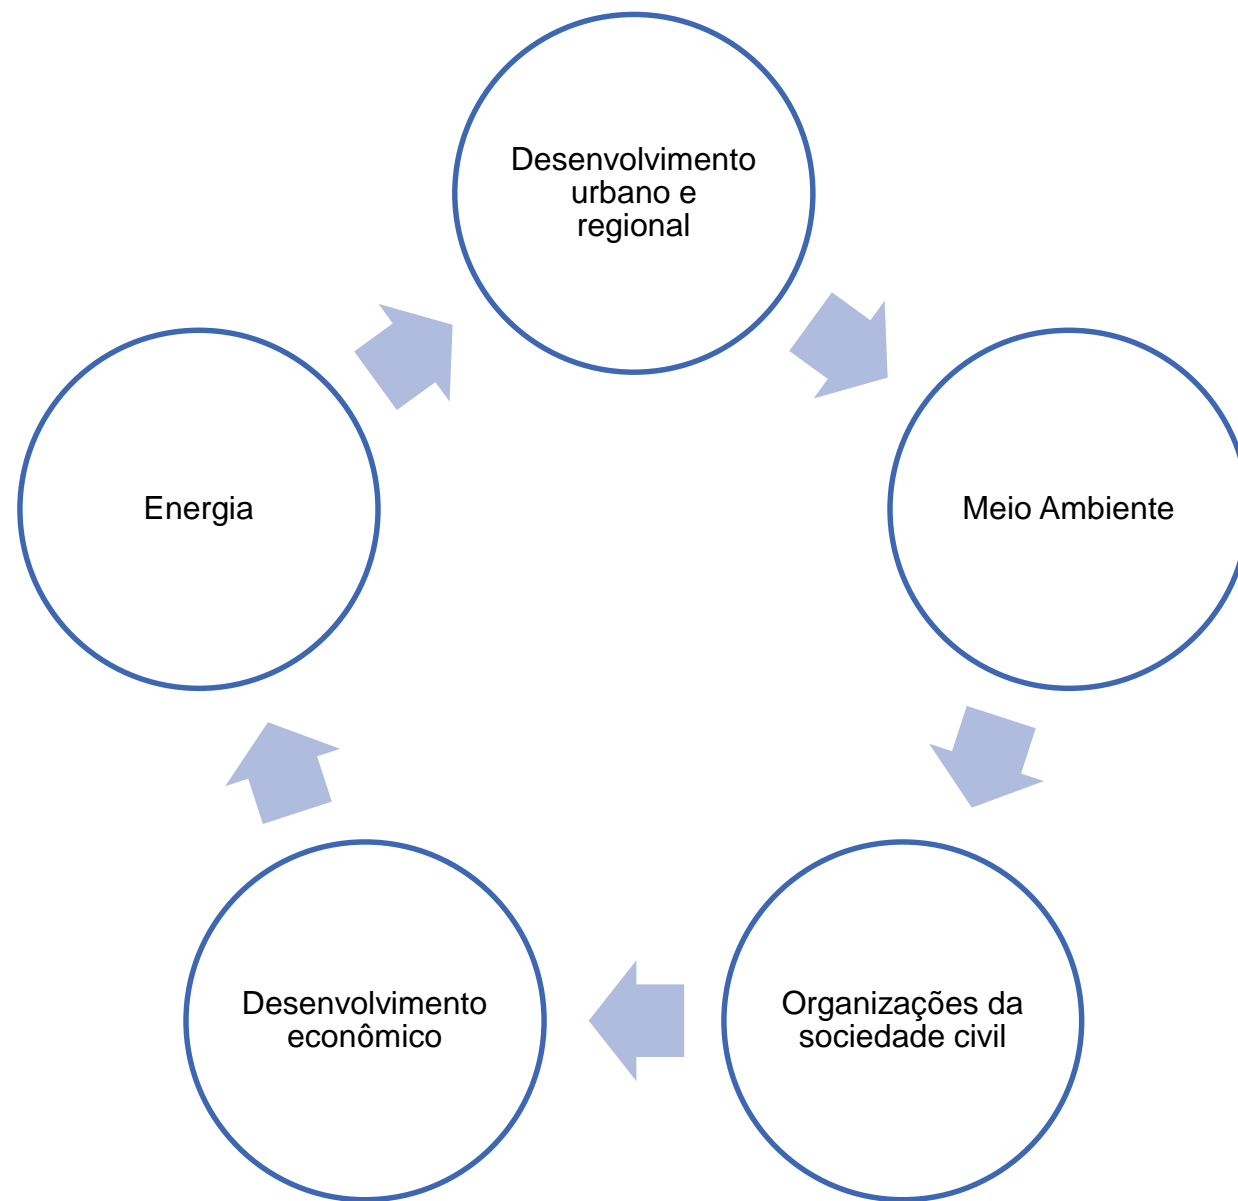 Desenvolvimento
urbano e
regional
Energia
Meio Ambiente
Desenvolvimento
econômico
Organizações da
sociedade civil